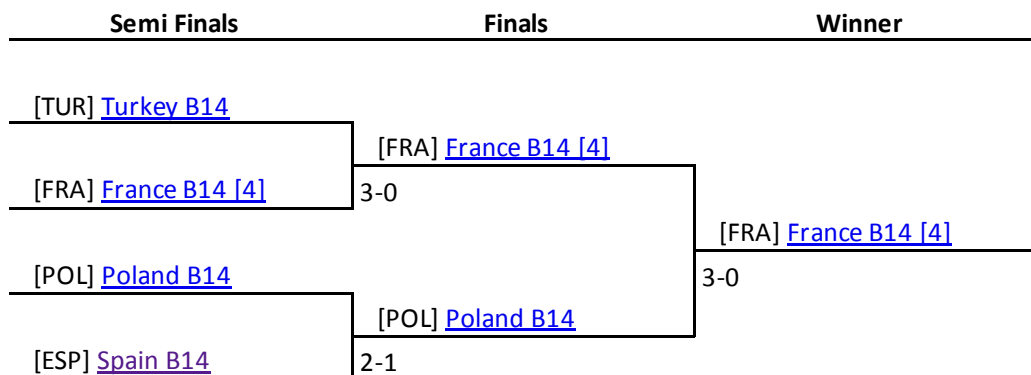 Semi Finals Finals Winner
[TUR] Turkey B14
[FRA] France B14 [4]
[FRA] France B14 [4] 3-0
[FRA] France B14 [4]
[POL] Poland B14 3-0
[POL] Poland B14
[ESP] Spain B14 2-1